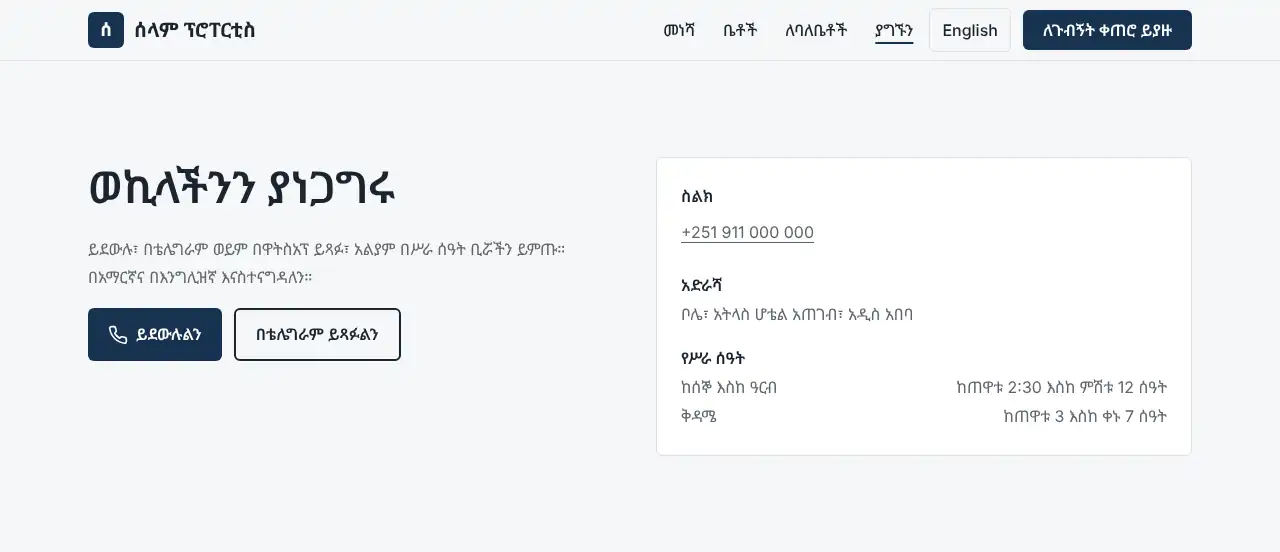 ሰ
ሰላም ፕሮፐርቲስ
መነሻ
ቤቶች
ለባለቤቶች
ያግኙን
English
ለጉብኝት ቀጠሮ ይያዙ
ወኪላችንን ያነጋግሩ
ይደውሉ፣ በቴሌግራም ወይም በዋትስአፕ ይጻፉ፣ አልያም በሥራ ሰዓት ቢሯችን ይምጡ።
በአማርኛና በእንግሊዝኛ እናስተናግዳለን።
ይደውሉልን
በቴሌግራም ይጻፉልን
ስልክ
+251 911 000 000
አድራሻ
ቦሌ፣ አትላስ ሆቴል አጠገብ፣ አዲስ አበባ
የሥራ ሰዓት
ከሰኞ እስከ ዓርብ ከጠዋቱ 2:30 እስከ ምሽቱ 12 ሰዓት
ቅዳሜ ከጠዋቱ 3 እስከ ቀኑ 7 ሰዓት